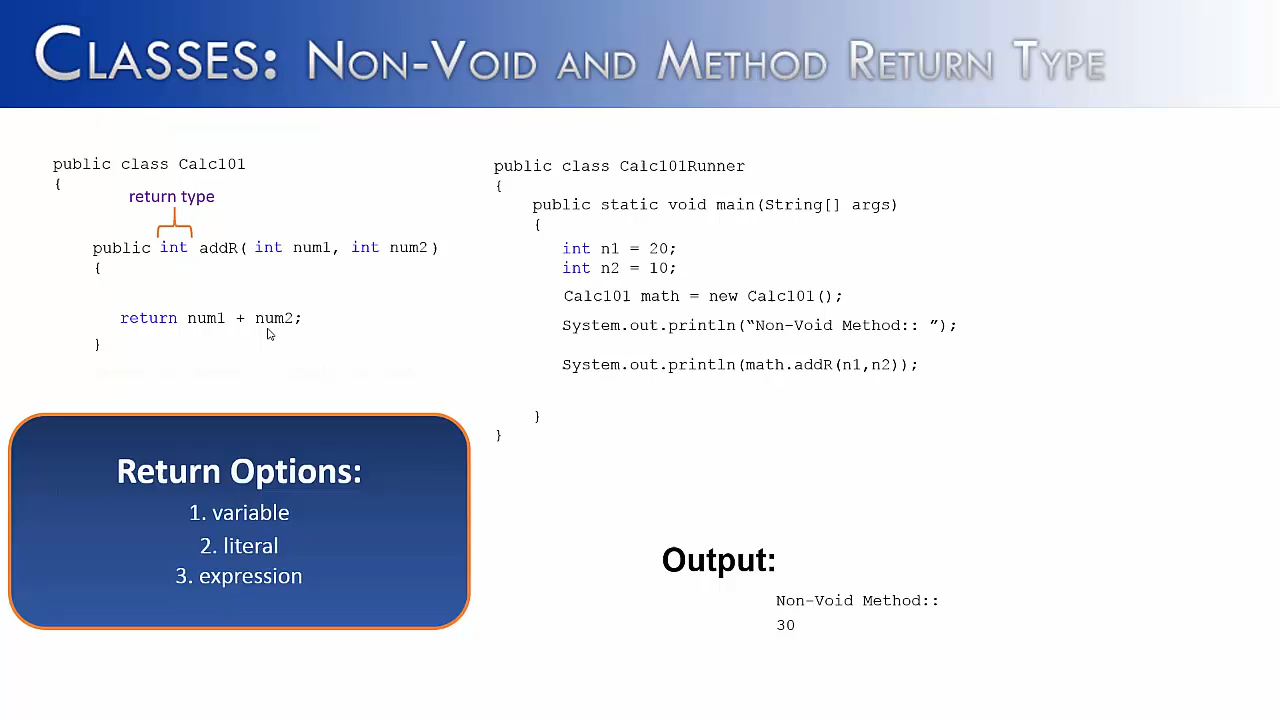 CLASSES: NON-VOID AND METHOD RETURN TYPE
public class Calc101
{
return type
public int addR( int num1, int num2)
{
return num1 + num2;
}
Return Options:
1. variable
2. literal
3. expression
public class Calc101Runner
{
public static void main(String[] args)
{
int n1 = 20;
int n2 = 10;
Calc101 math = new Calc101();
System.out.println(“Non-Void Method:: ”);
System.out.println(math.addR(n1,n2));
}
}
Output:
Non-Void Method::
30